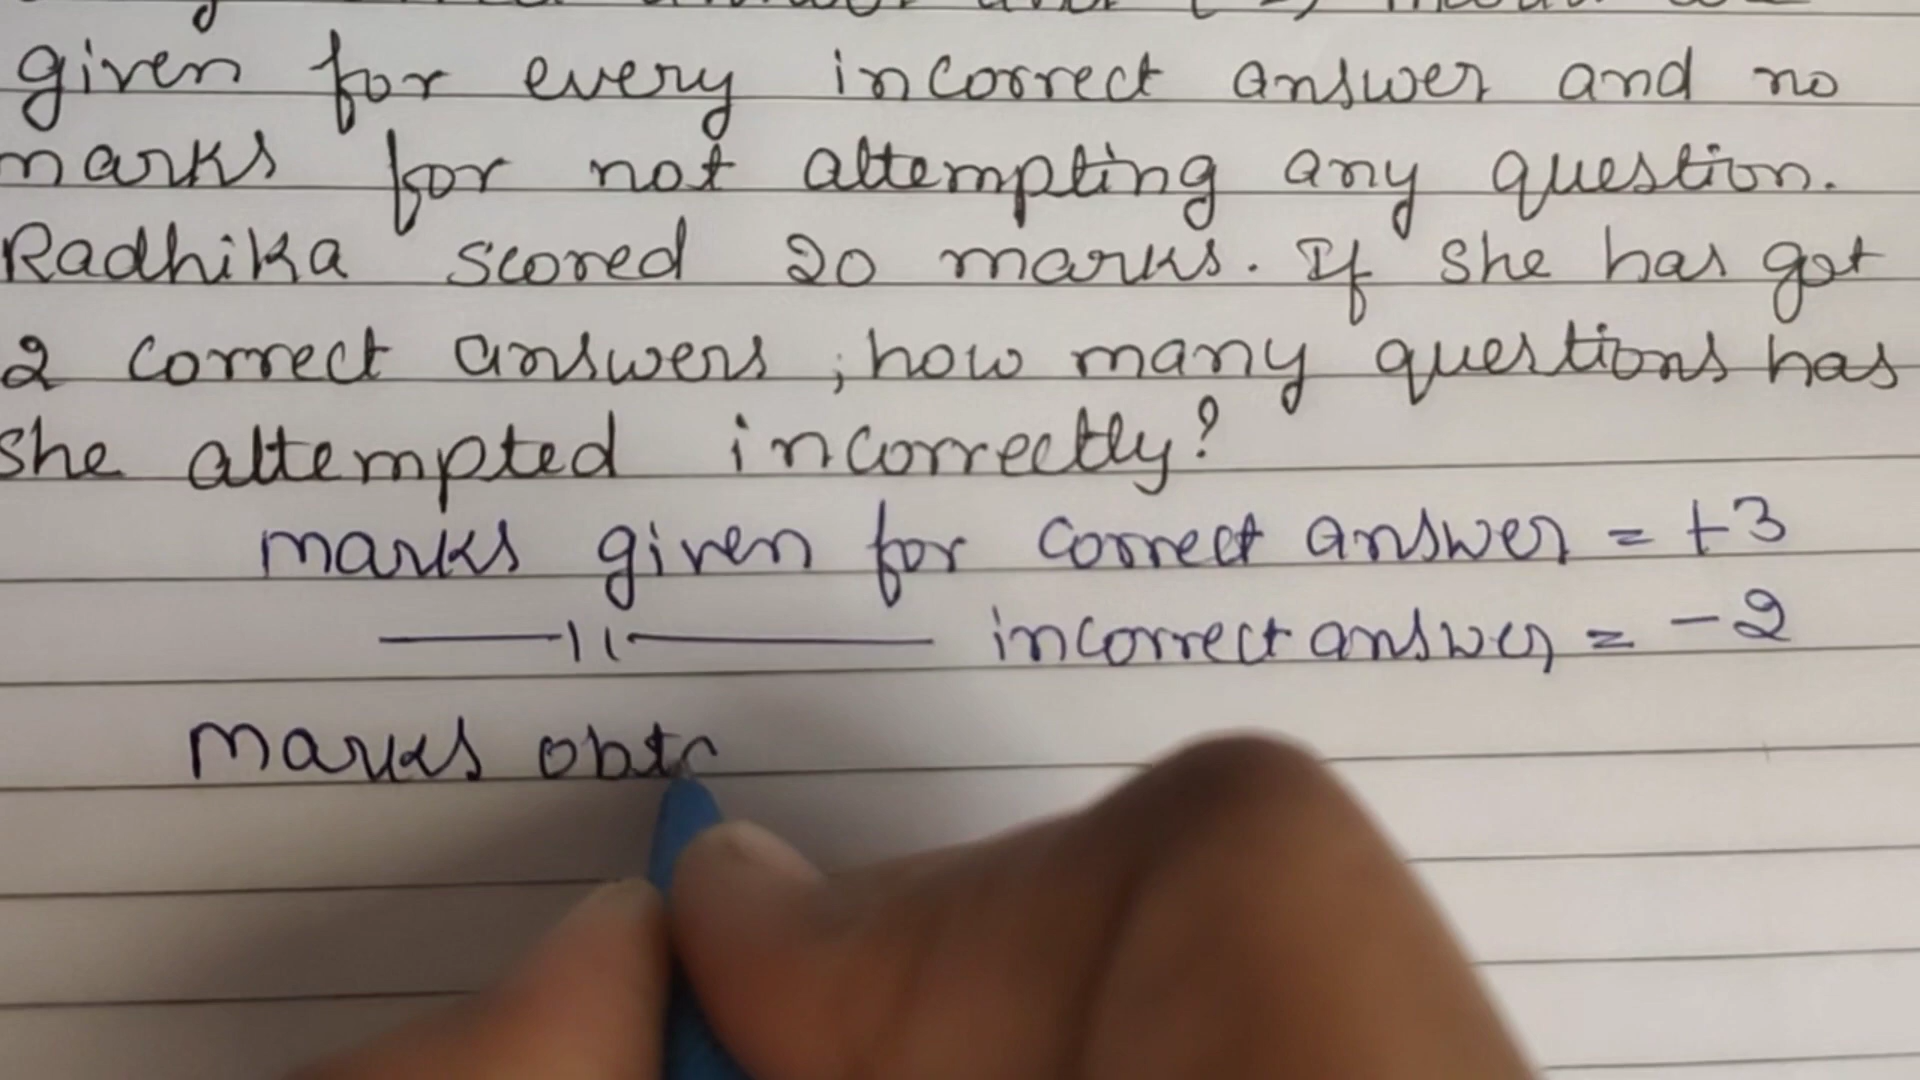 given for every incorrect answer and no
marks for not attempting any question.
Radhika scored 20 marks. If she has got
2 correct answers, how many questions has
she attempted incorrectly?
marks given for correct answer = +3
—— 11 —— incorrect answer = -2
Marks obta